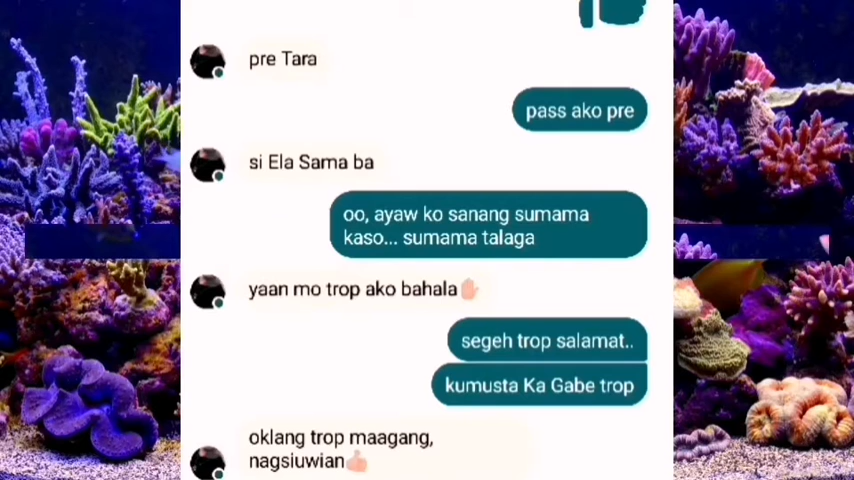 pre Tara
pass ako pre
si Ela Sama ba
oo, ayaw ko sanang sumama
kaso... sumama talaga
yaan mo trop ako bahala✋
segeh trop salamat..
kumusta Ka Gabe trop
oklang trop maagang,
nagsiuwian👍